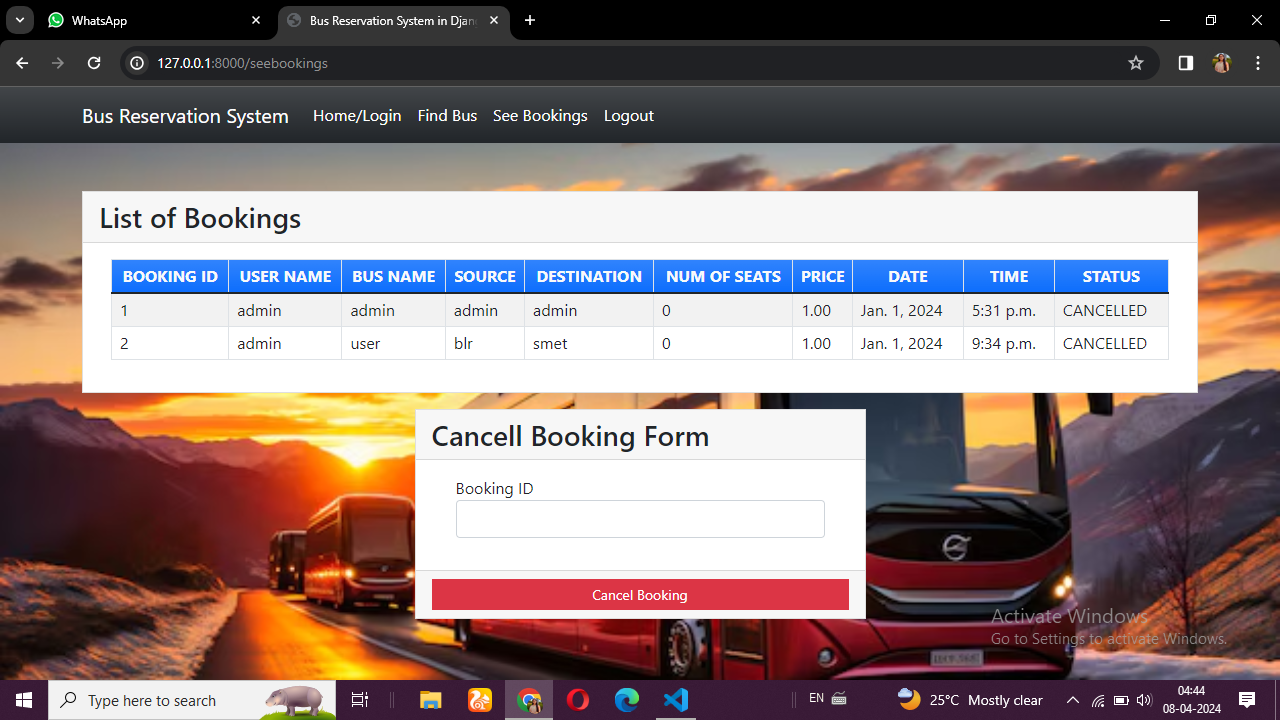 WhatsApp
Bus Reservation System in Djan
127.0.0.1:8000/seebookings
Bus Reservation System Home/Login Find Bus See Bookings Logout
List of Bookings
BOOKING ID USER NAME BUS NAME SOURCE DESTINATION NUM OF SEATS PRICE DATE TIME STATUS
1 admin admin admin admin 0 1.00 Jan. 1, 2024 5:31 p.m. CANCELLED
2 admin user blr smet 0 1.00 Jan. 1, 2024 9:34 p.m. CANCELLED
Cancell Booking Form
Booking ID
Cancel Booking
Activate Windows
Go to Settings to activate Windows.
Type here to search
EN
25°C Mostly clear
04:44
08-04-2024